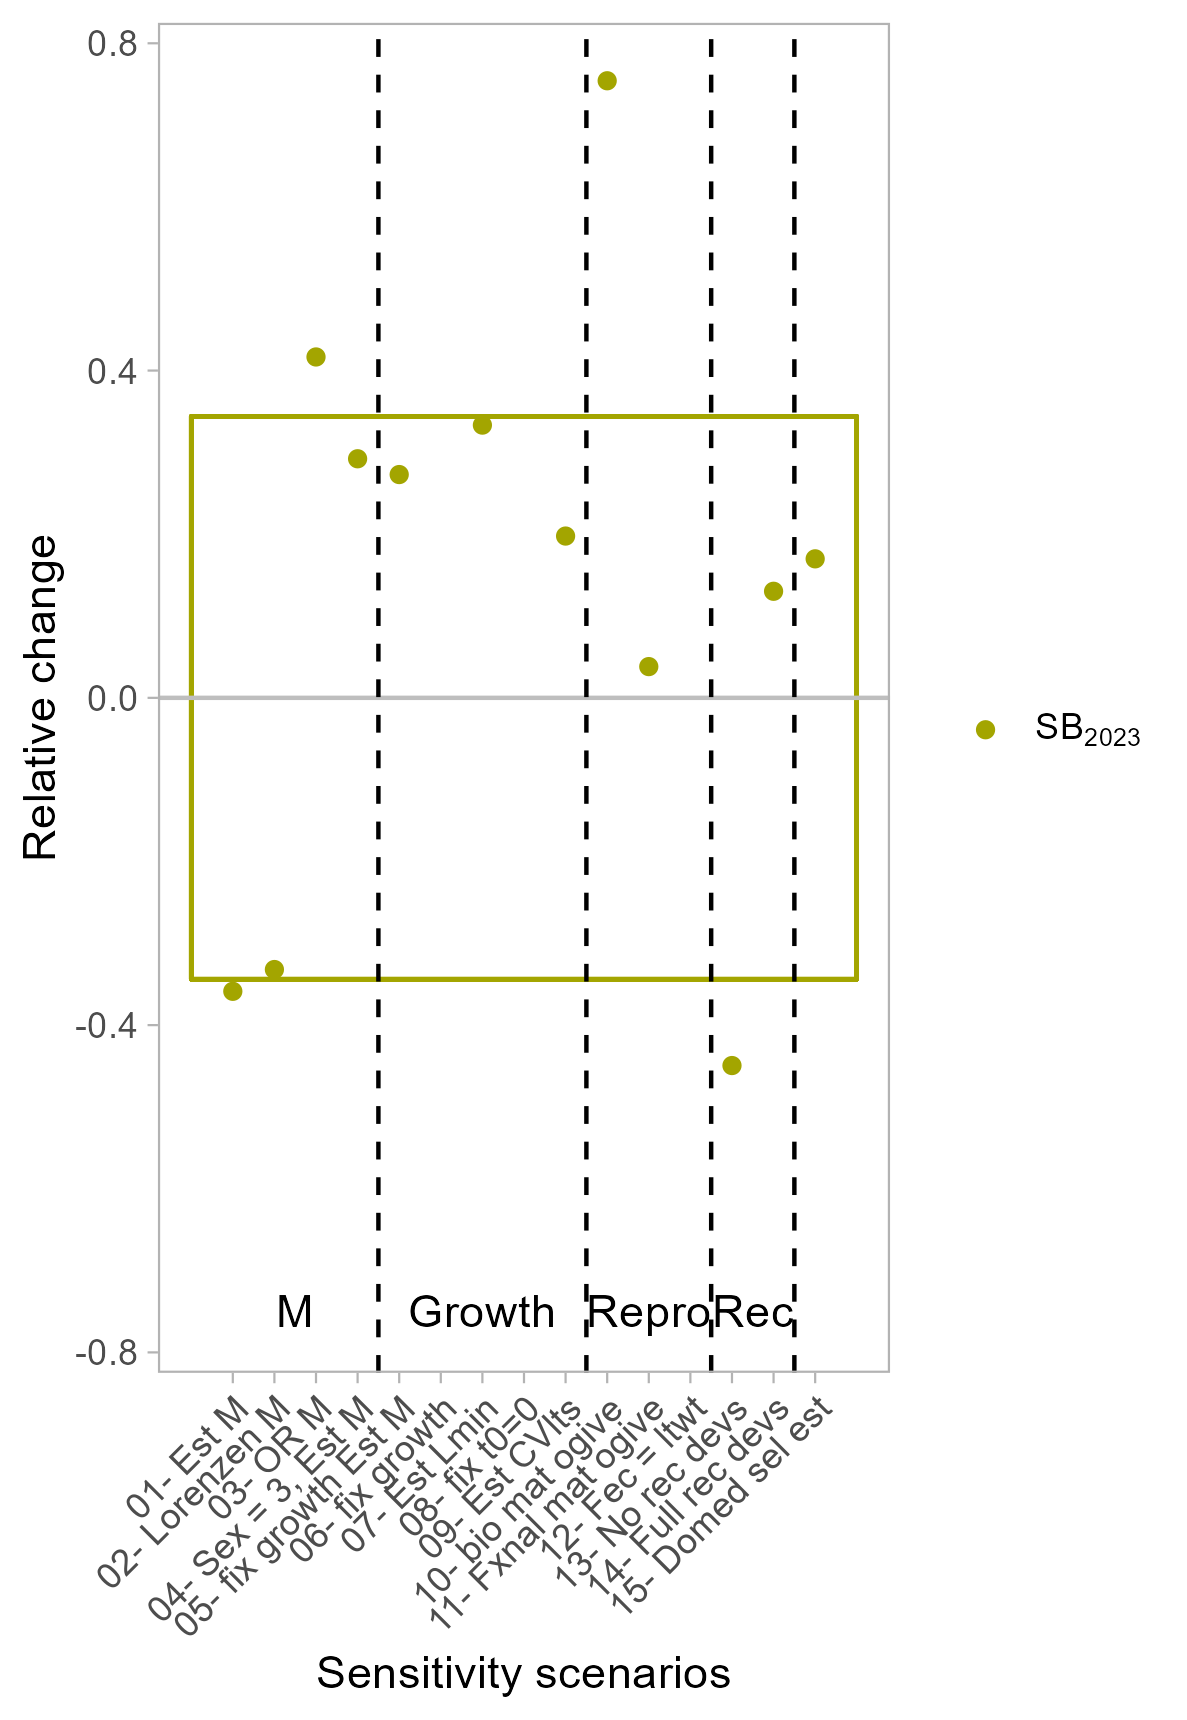 0.8
0.4
0.0
-0.4
-0.8
Relative change
M
Growth
Repro
Rec
01- Est M
02- Lorenzen M
03- OR M
04- Sex = 3, Est M
05- fix growth Est M
06- fix growth
07- Est Lmin
08- fix t0=0
09- Est CVlts
10- bio mat ogive
11- Fxnal mat ogive
12- Fec = ltwt
13- No rec devs
14- Full rec devs
15- Domed sel est
Sensitivity scenarios
SB2023